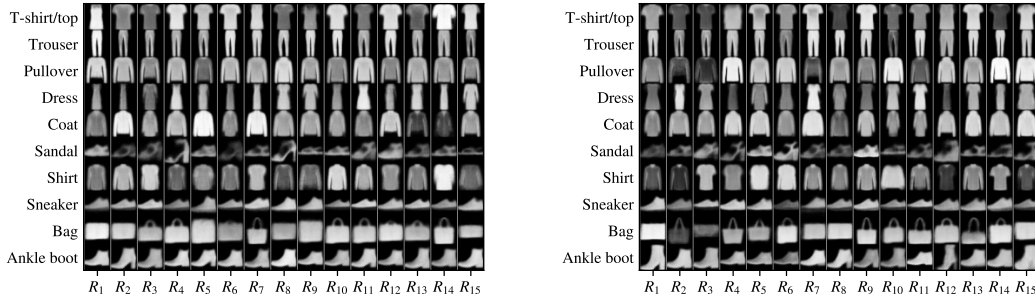 T-shirt/top
Trouser
Pullover
Dress
Coat
Sandal
Shirt
Sneaker
Bag
Ankle boot
R1 R2 R3 R4 R5 R6 R7 R8 R9 R10 R11 R12 R13 R14 R15
T-shirt/top
Trouser
Pullover
Dress
Coat
Sandal
Shirt
Sneaker
Bag
Ankle boot
R1 R2 R3 R4 R5 R6 R7 R8 R9 R10 R11 R12 R13 R14 R15